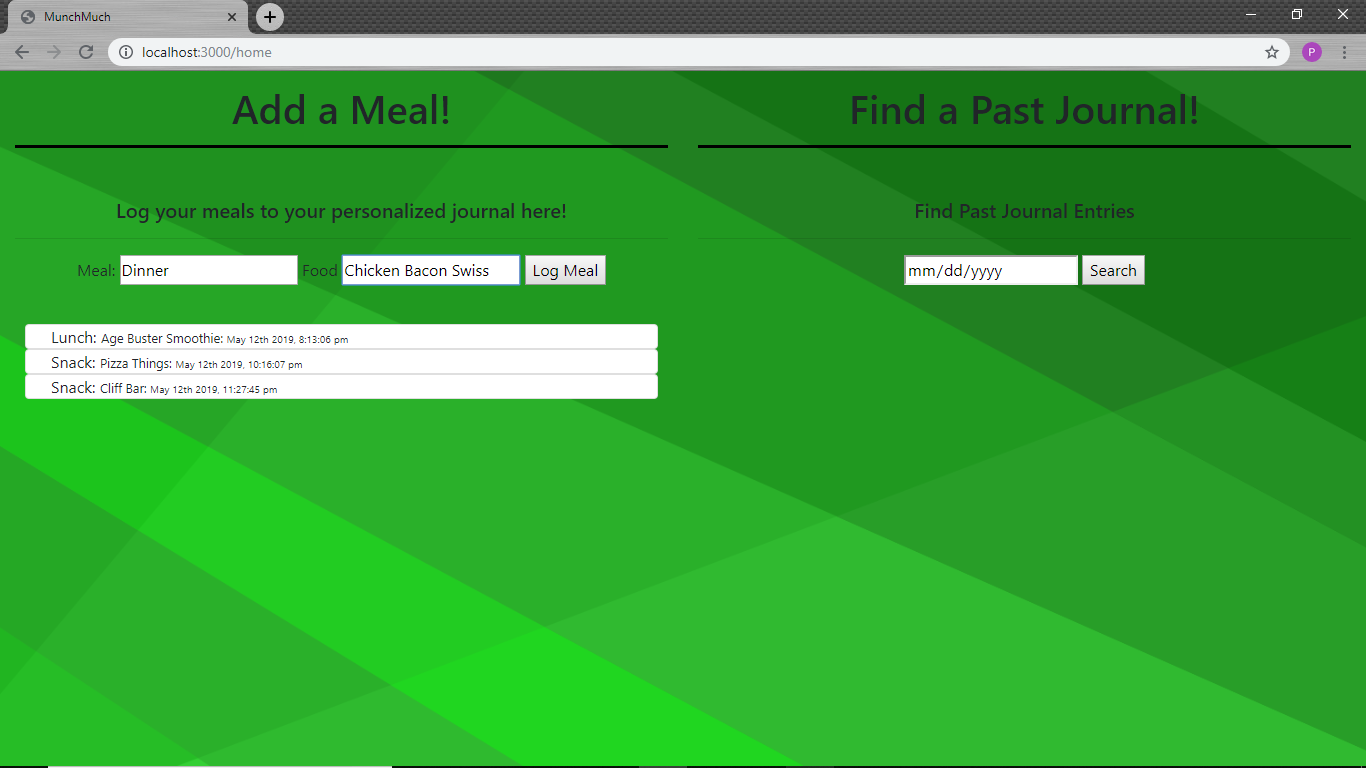 MunchMuch
localhost:3000/home
P
Add a Meal!
Log your meals to your personalized journal here!
Meal: Dinner Food Chicken Bacon Swiss Log Meal
Lunch: Age Buster Smoothie: May 12th 2019, 8:13:06 pm
Snack: Pizza Things: May 12th 2019, 10:16:07 pm
Snack: Cliff Bar: May 12th 2019, 11:27:45 pm
Find a Past Journal!
Find Past Journal Entries
mm/dd/yyyy Search